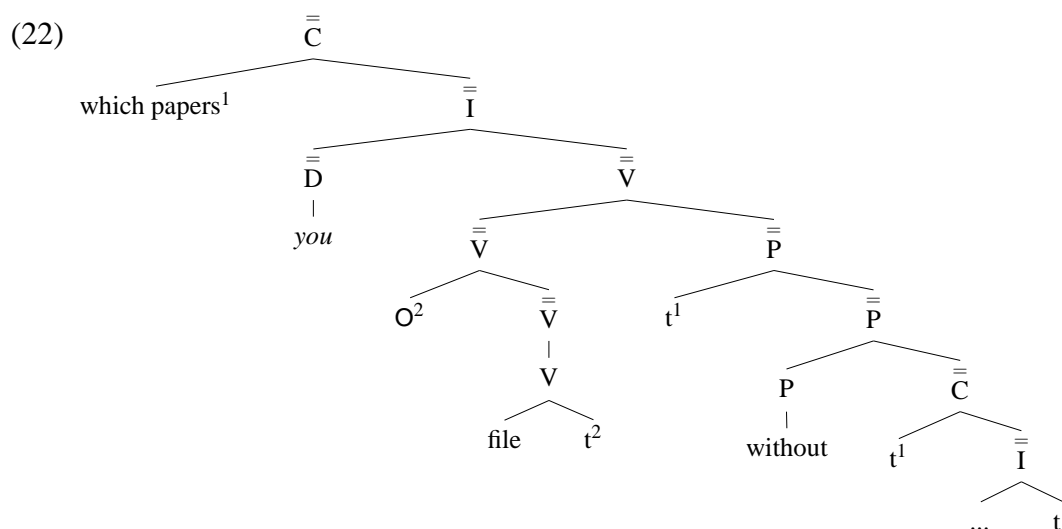 (22)
C̿
which papers¹
I̿
D̿ V̿
you V̿ P̿
O² V̿ t¹ P̿
V P C̿
file t² without t¹ I̿
... t